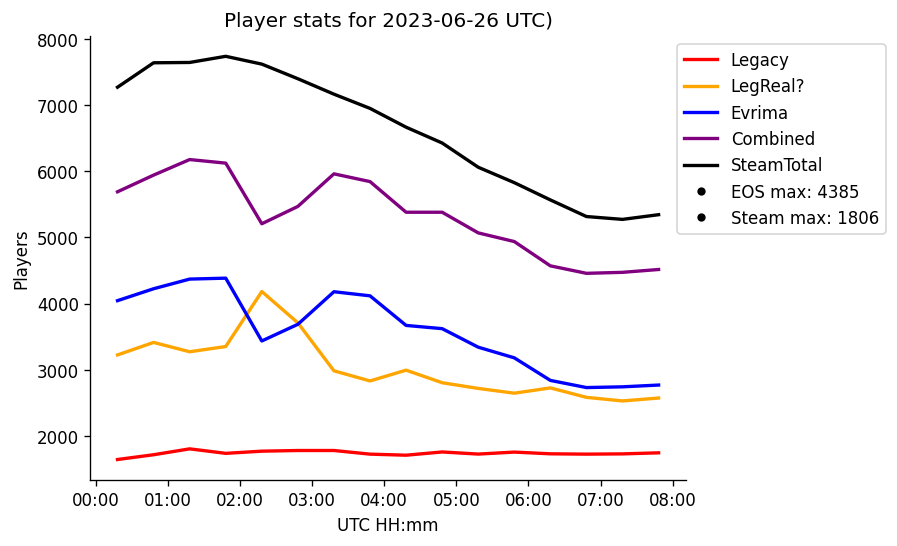 Player stats for 2023-06-26 UTC)
8000
7000
6000
5000
4000
3000
2000
Players
00:00 01:00 02:00 03:00 04:00 05:00 06:00 07:00 08:00
UTC HH:mm
Legacy
LegReal?
Evrima
Combined
SteamTotal
EOS max: 4385
Steam max: 1806